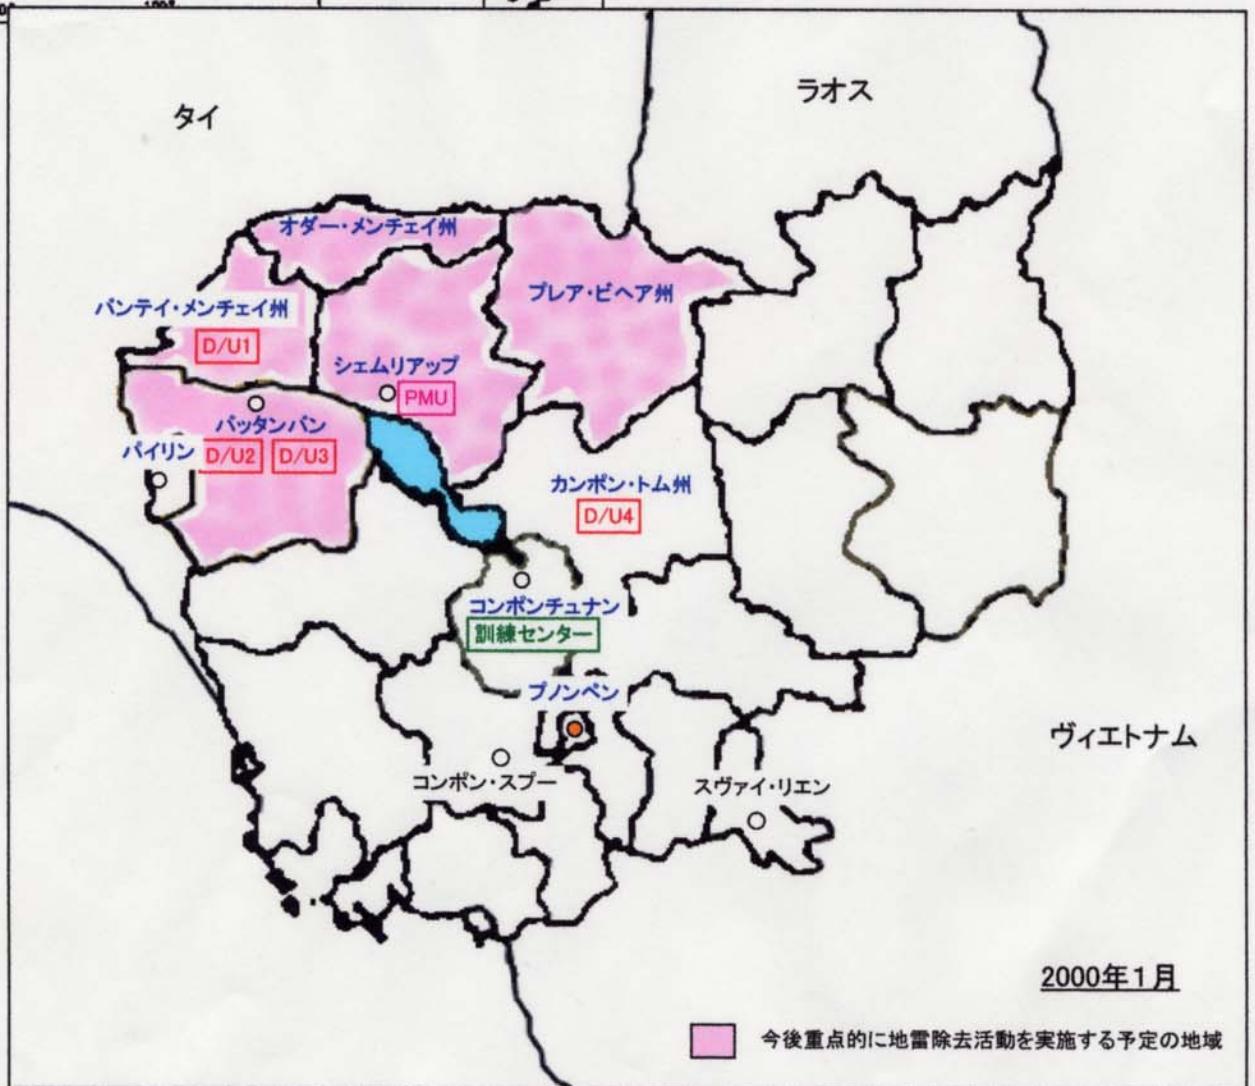 タイ
ラオス
オダー・メンチェイ州
バンテイ・メンチェイ州
プレア・ビヘア州
D/U1
シェムリアップ
PMU
バッタンバン
パイリン
D/U2
D/U3
カンポン・トム州
D/U4
コンポンチュナン
訓練センター
プノンペン
ヴィエトナム
コンポン・スプー
スヴァイ・リエン
2000年1月
今後重点的に地雷除去活動を実施する予定の地域